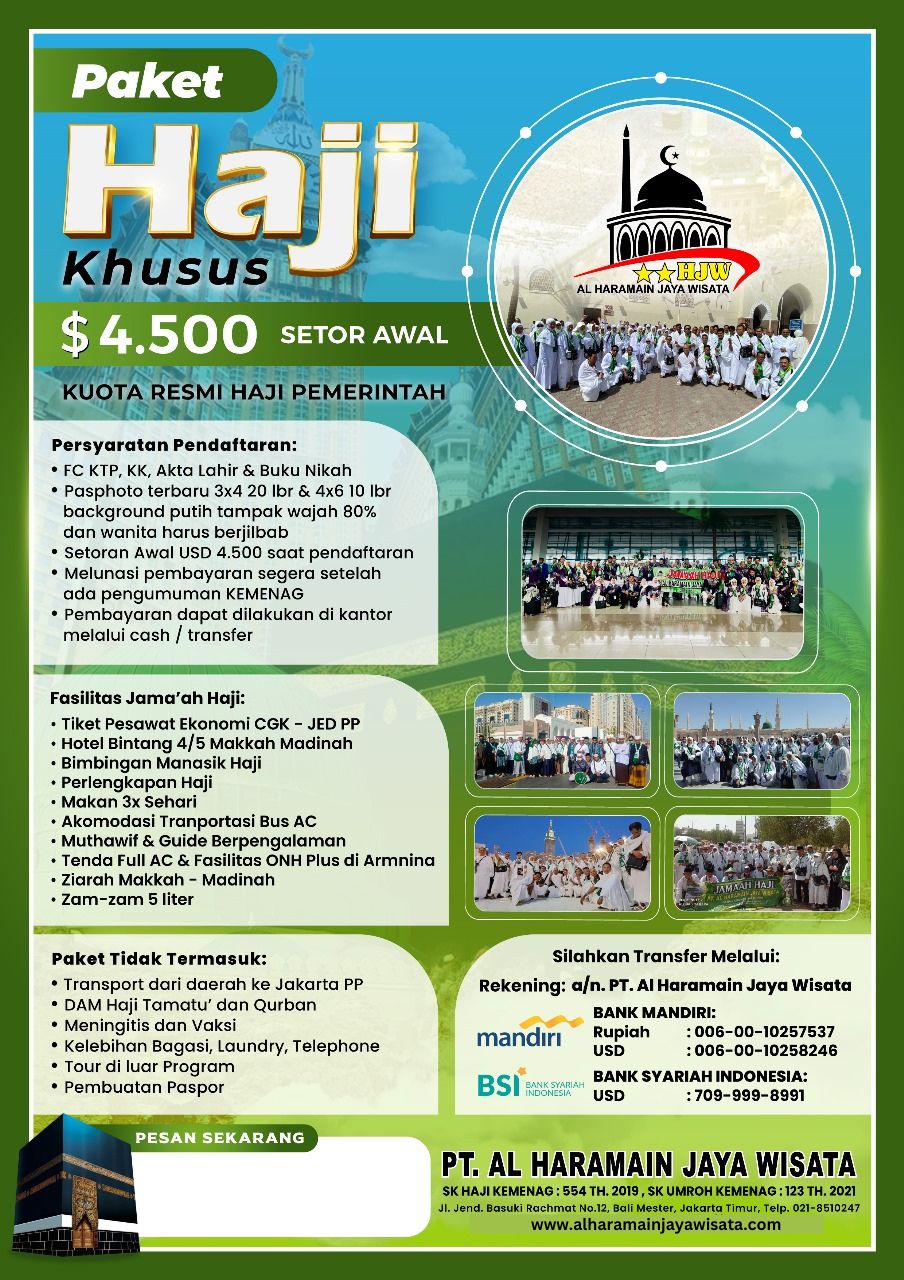 Paket
Haji
Khusus
$ 4.500 SETOR AWAL
KUOTA RESMI HAJI PEMERINTAH
HJW
AL HARAMAIN JAYA WISATA
Persyaratan Pendaftaran:
• FC KTP, KK, Akta Lahir & Buku Nikah
• Pasphoto terbaru 3x4 20 lbr & 4x6 10 lbr
background putih tampak wajah 80%
dan wanita harus berjilbab
• Setoran Awal USD 4.500 saat pendaftaran
• Melunasi pembayaran segera setelah
ada pengumuman KEMENAG
• Pembayaran dapat dilakukan di kantor
melalui cash / transfer
Fasilitas Jama’ah Haji:
• Tiket Pesawat Ekonomi CGK - JED PP
• Hotel Bintang 4/5 Makkah Madinah
• Bimbingan Manasik Haji
• Perlengkapan Haji
• Makan 3x Sehari
• Akomodasi Tranportasi Bus AC
• Muthawif & Guide Berpengalaman
• Tenda Full AC & Fasilitas ONH Plus di Armnina
• Ziarah Makkah - Madinah
• Zam-zam 5 liter
JAMAAH HAJI
PT. AL HARAMAIN JAYA WISATA
Paket Tidak Termasuk:
• Transport dari daerah ke Jakarta PP
• DAM Haji Tamatu’ dan Qurban
• Meningitis dan Vaksi
• Kelebihan Bagasi, Laundry, Telephone
• Tour di luar Program
• Pembuatan Paspor
Silahkan Transfer Melalui:
Rekening: a/n. PT. Al Haramain Jaya Wisata
mandiri
BANK MANDIRI:
Rupiah : 006-00-10257537
USD : 006-00-10258246
BSI BANK SYARIAH INDONESIA
BANK SYARIAH INDONESIA:
USD : 709-999-8991
PESAN SEKARANG
PT. AL HARAMAIN JAYA WISATA
SK HAJI KEMENAG : 554 TH. 2019 , SK UMROH KEMENAG : 123 TH. 2021
Jl. Jend. Basuki Rachmat No.12, Bali Mester, Jakarta Timur, Telp. 021-8510247
www.alharamainjayawisata.com